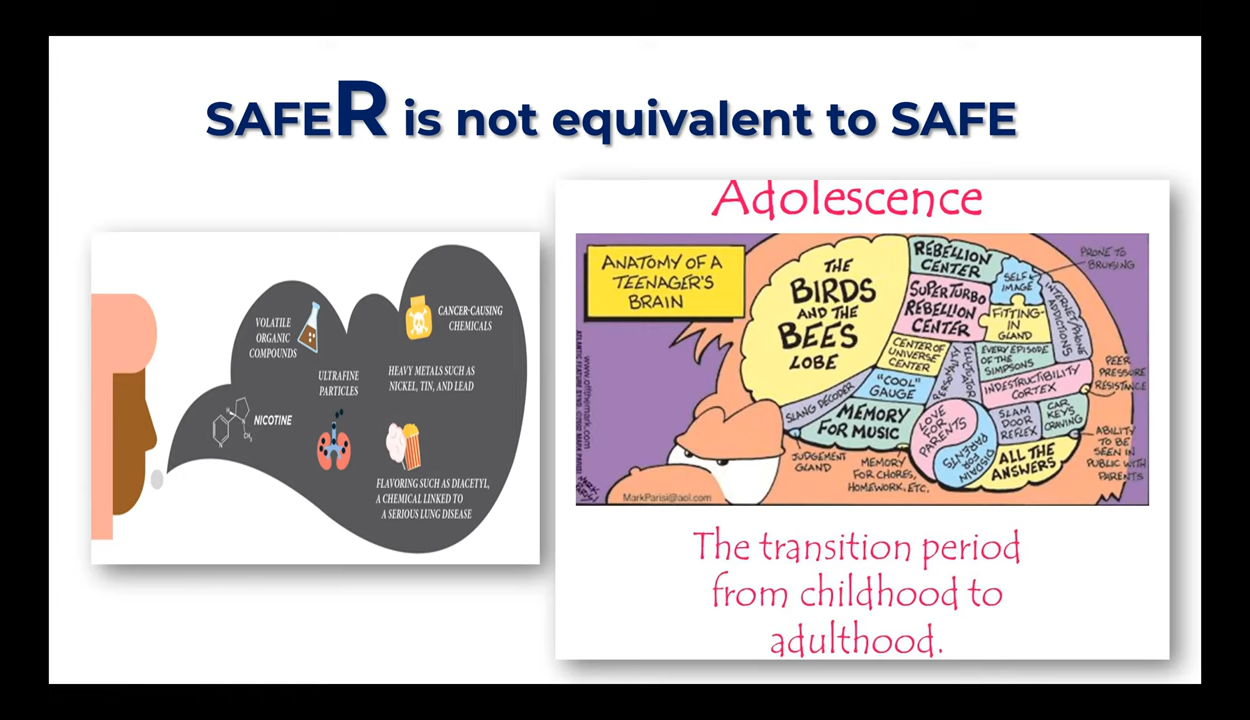 SAFER is not equivalent to SAFE
VOLATILE
ORGANIC
COMPOUNDS
CANCER-CAUSING
CHEMICALS
ULTRAFINE
PARTICLES
HEAVY METALS SUCH AS
NICKEL, TIN, AND LEAD
NICOTINE
N
N
CH₃
FLAVORING SUCH AS DIACETYL,
A CHEMICAL LINKED TO
A SERIOUS LUNG DISEASE
Adolescence
ANATOMY OF A
TEENAGER'S
BRAIN
THE
BIRDS
AND THE
BEES
LOBE
REBELLION
CENTER
SELF-
IMAGE
PRONE TO
BRUISING
SUPER TURBO
REBELLION
CENTER
FITTING-
IN
GLAND
INTERNET/PHONE
ADDICTIONS
CENTER OF
UNIVERSE
CENTER
PERSONALITY
FLUCTUATOR
EVERY EPISODE
OF THE
SIMPSONS
PEER
PRESSURE
RESISTANCE
"COOL"
GAUGE
INDESTRUCTIBILITY
CORTEX
SLANG DECODER
MEMORY
FOR MUSIC
LOVE
FOR
PARENTS
DISDAIN
FOR
PARENTS
SLAM
DOOR
REFLEX
CAR
KEYS
CRAVING
ALL THE
ANSWERS
ABILITY
TO BE
SEEN IN
PUBLIC WITH
PARENTS
JUDGEMENT
GLAND
MEMORY
FOR CHORES,
HOMEWORK, ETC.
MarkParisi@aol.com
www.offthemark.com
The transition period
from childhood to
adulthood.